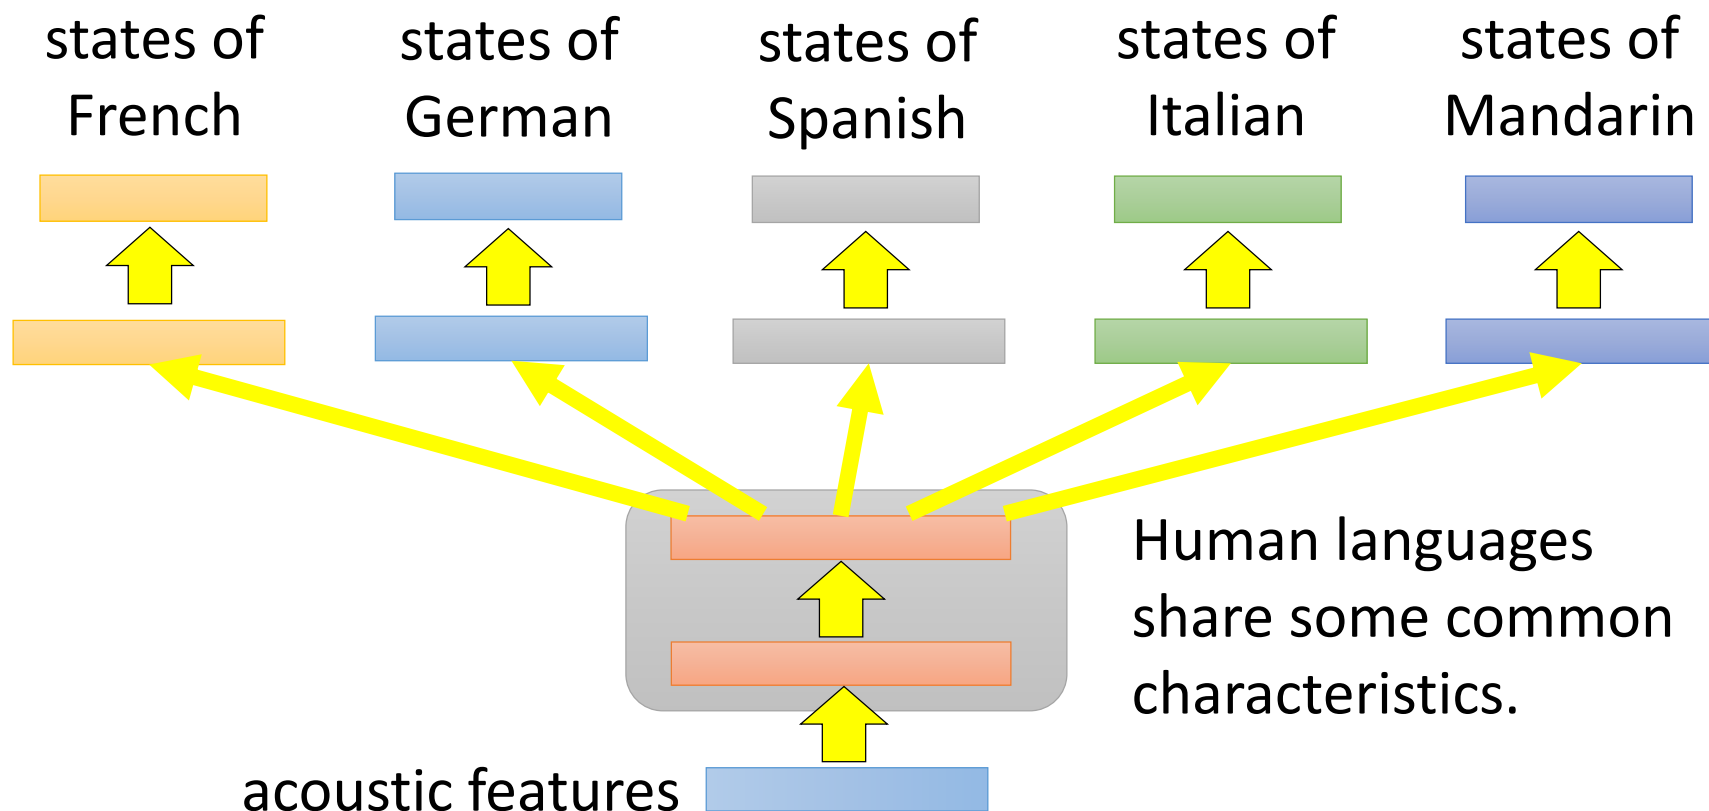 states of
French
states of
German
states of
Spanish
states of
Italian
states of
Mandarin
Human languages
share some common
characteristics.
acoustic features